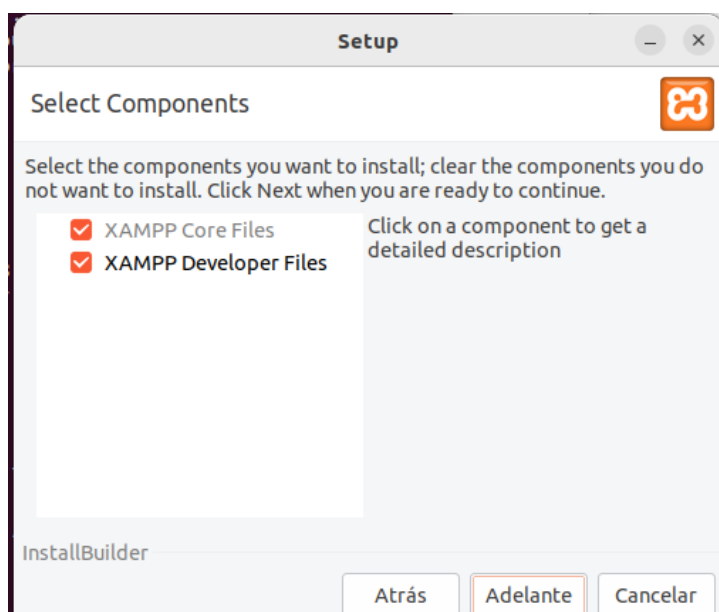 Setup
Select Components
Select the components you want to install; clear the components you do
not want to install. Click Next when you are ready to continue.
XAMPP Core Files
XAMPP Developer Files
Click on a component to get a
detailed description
InstallBuilder
Atrás
Adelante
Cancelar